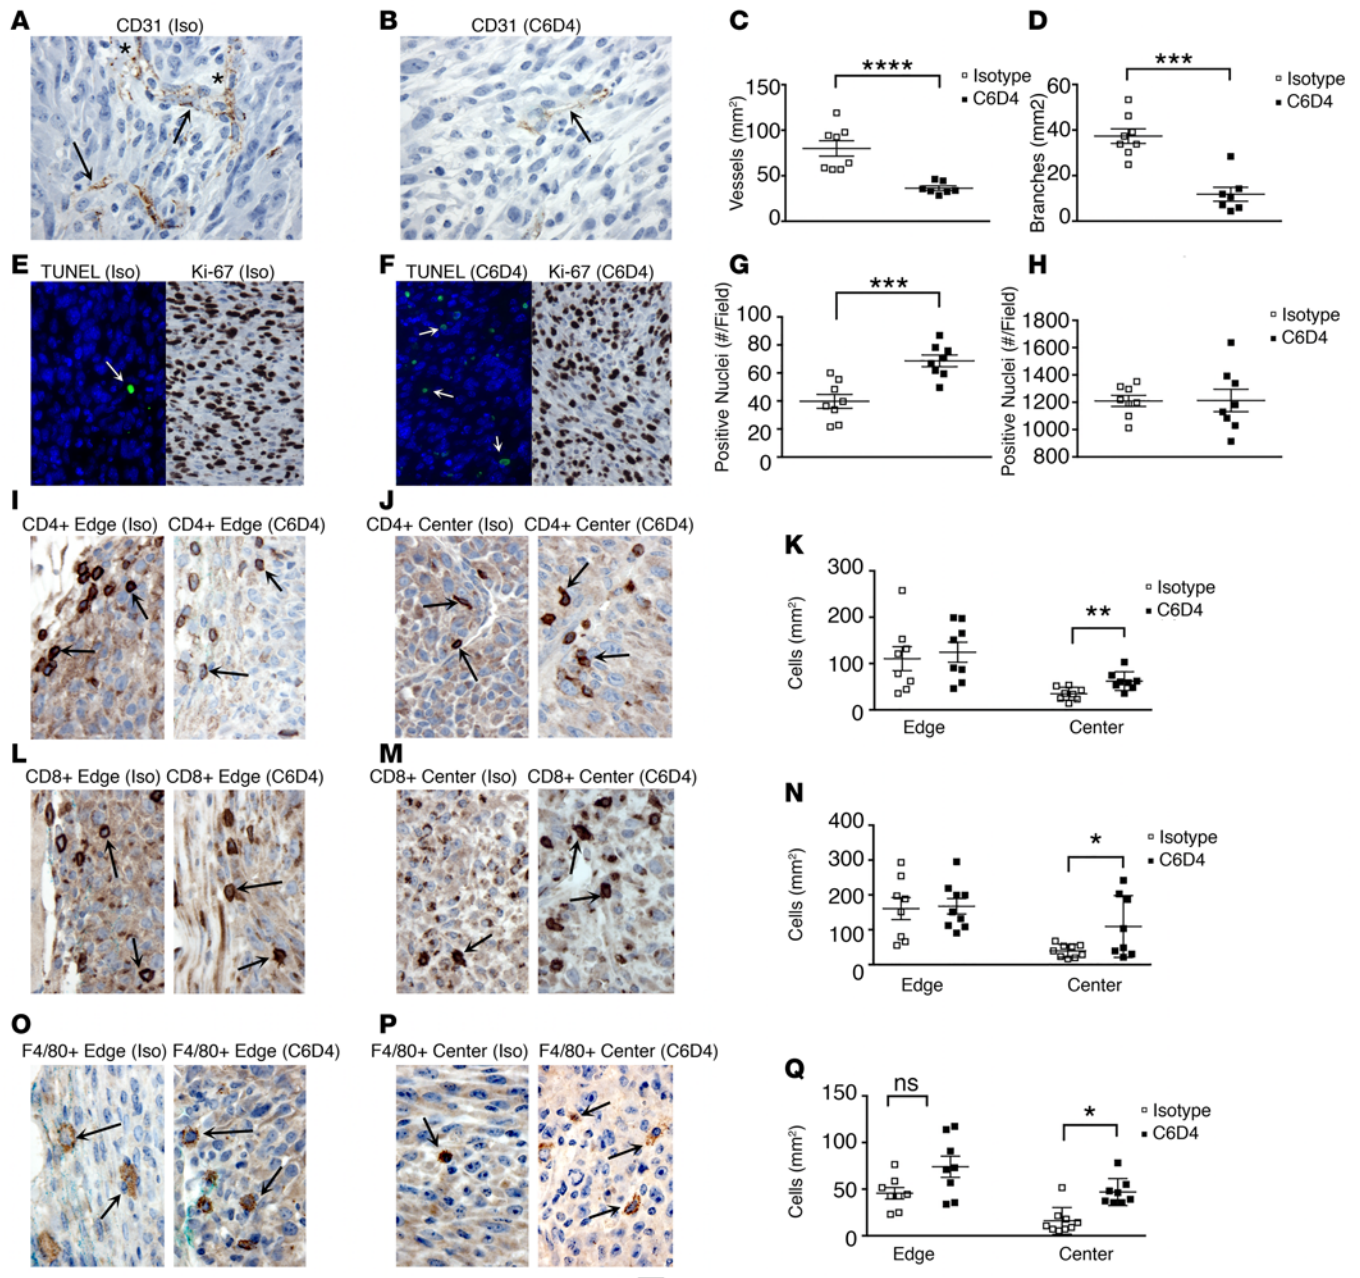 A
CD31 (Iso)
*
*
B
CD31 (C6D4)
C
****
Isotype
C6D4
Vessels (mm²)
150
100
50
0
D
***
Isotype
C6D4
Branches (mm2)
60
40
20
0
E
TUNEL (Iso)
Ki-67 (Iso)
F
TUNEL (C6D4)
Ki-67 (C6D4)
G
***
Positive Nuclei (#/Field)
100
80
60
40
20
0
H
Isotype
C6D4
Positive Nuclei (#/Field)
1800
1600
1400
1200
1000
800
I
CD4+ Edge (Iso)
CD4+ Edge (C6D4)
J
CD4+ Center (Iso)
CD4+ Center (C6D4)
K
**
Isotype
C6D4
Cells (mm²)
300
200
100
0
Edge
Center
L
CD8+ Edge (Iso)
CD8+ Edge (C6D4)
M
CD8+ Center (Iso)
CD8+ Center (C6D4)
N
*
Isotype
C6D4
Cells (mm²)
400
300
200
100
0
Edge
Center
O
F4/80+ Edge (Iso)
F4/80+ Edge (C6D4)
P
F4/80+ Center (Iso)
F4/80+ Center (C6D4)
Q
ns
*
Isotype
C6D4
Cells (mm²)
150
100
50
0
Edge
Center